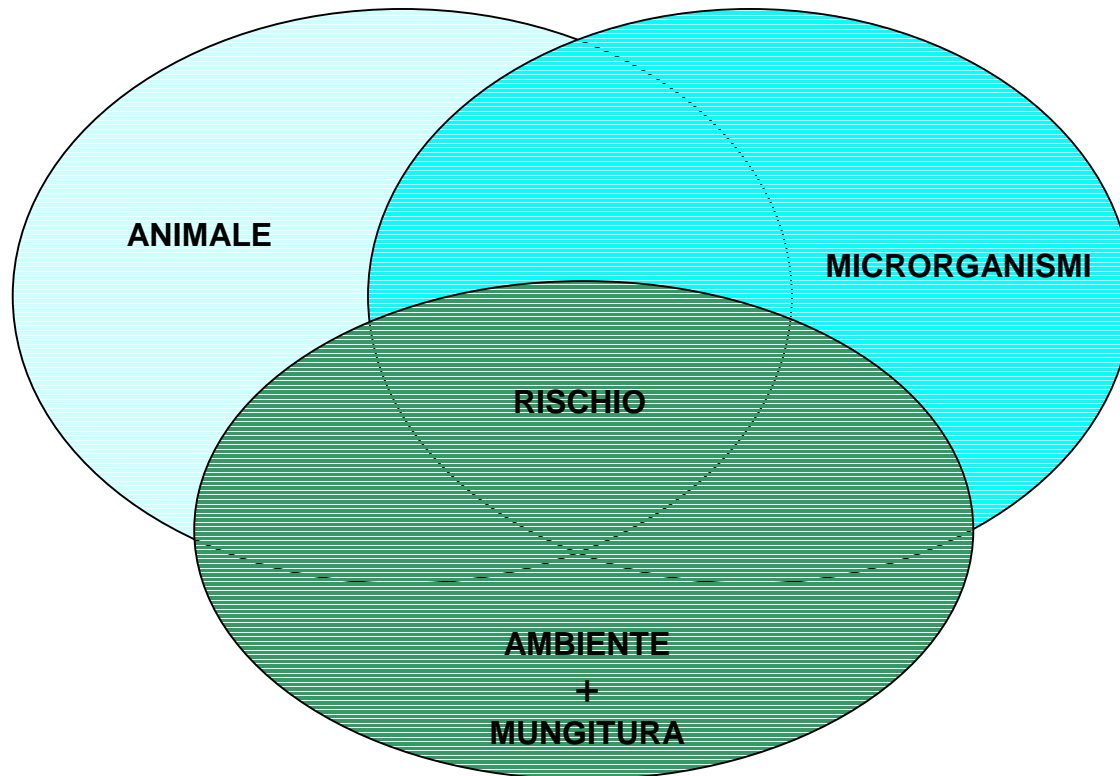 ANIMALE
MICRORGANISMI
RISCHIO
AMBIENTE
+
MUNGITURA